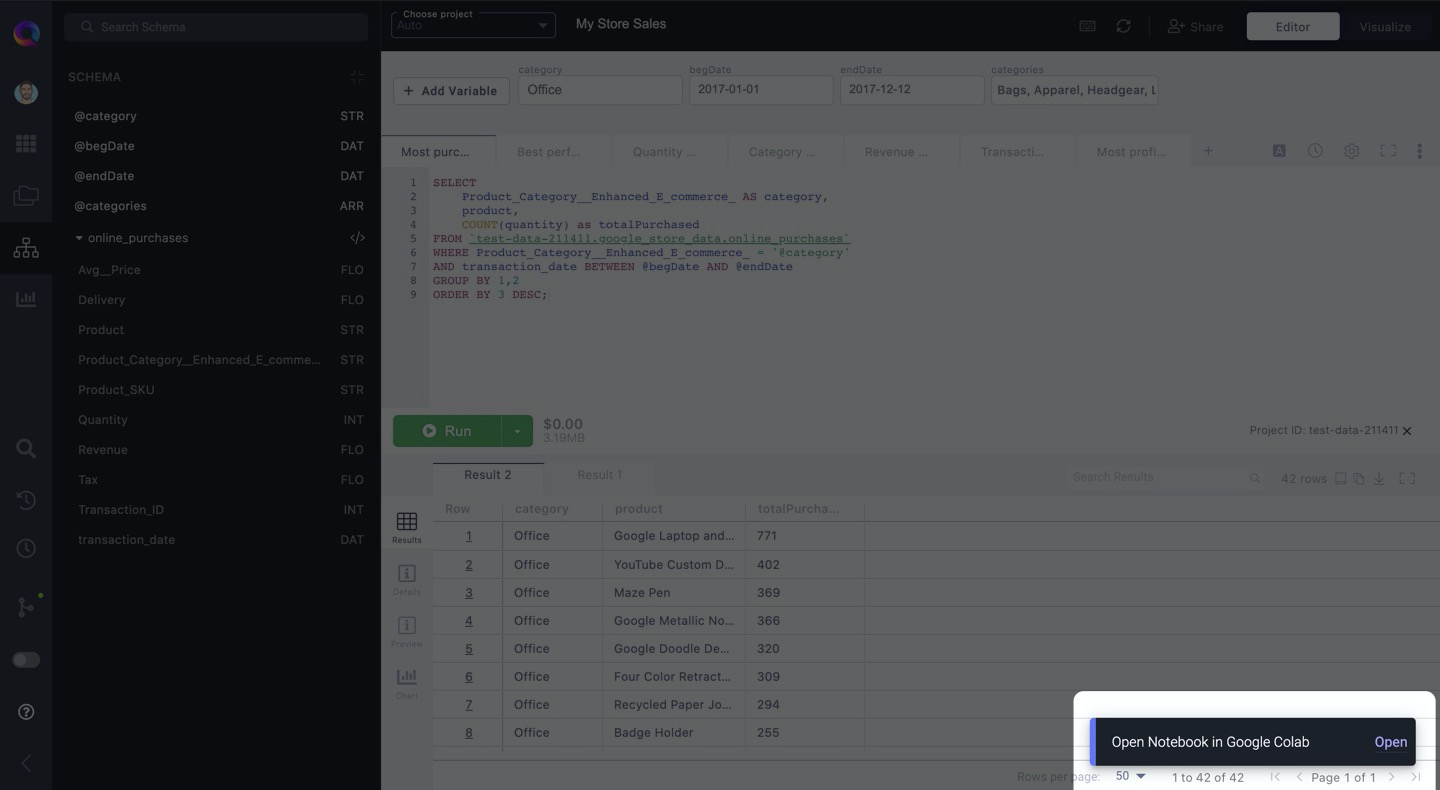 Search Schema
Choose project
Auto
My Store Sales
Share
Editor
Visualize
SCHEMA
@category STR
@begDate DAT
@endDate DAT
@categories ARR
online_purchases </>
Avg__Price FLO
Delivery FLO
Product STR
Product_Category__Enhanced_E_comme... STR
Product_SKU STR
Quantity INT
Revenue FLO
Tax FLO
Transaction_ID INT
transaction_date DAT
+ Add Variable
category
Office
begDate
2017-01-01
endDate
2017-12-12
categories
Bags, Apparel, Headgear, L
Most purc... Best perf... Quantity ... Category ... Revenue ... Transacti... Most profi... +
A
1 SELECT
2 Product_Category__Enhanced_E_commerce_ AS category,
3 product,
4 COUNT(quantity) as totalPurchased
5 FROM `test-data-211411.google_store_data.online_purchases`
6 WHERE Product_Category__Enhanced_E_commerce_ = '@category'
7 AND transaction_date BETWEEN @begDate AND @endDate
8 GROUP BY 1,2
9 ORDER BY 3 DESC;
Run
$0.00
3.19MB
Project ID: test-data-211411
Result 2 Result 1
Search Results
42 rows
Results
Details
Preview
Chart
Row category product totalPurcha...
1 Office Google Laptop and... 771
2 Office YouTube Custom D... 402
3 Office Maze Pen 369
4 Office Google Metallic No... 366
5 Office Google Doodle De... 320
6 Office Four Color Retract... 309
7 Office Recycled Paper Jo... 294
8 Office Badge Holder 255
Open Notebook in Google Colab Open
Rows per page: 50 1 to 42 of 42 Page 1 of 1